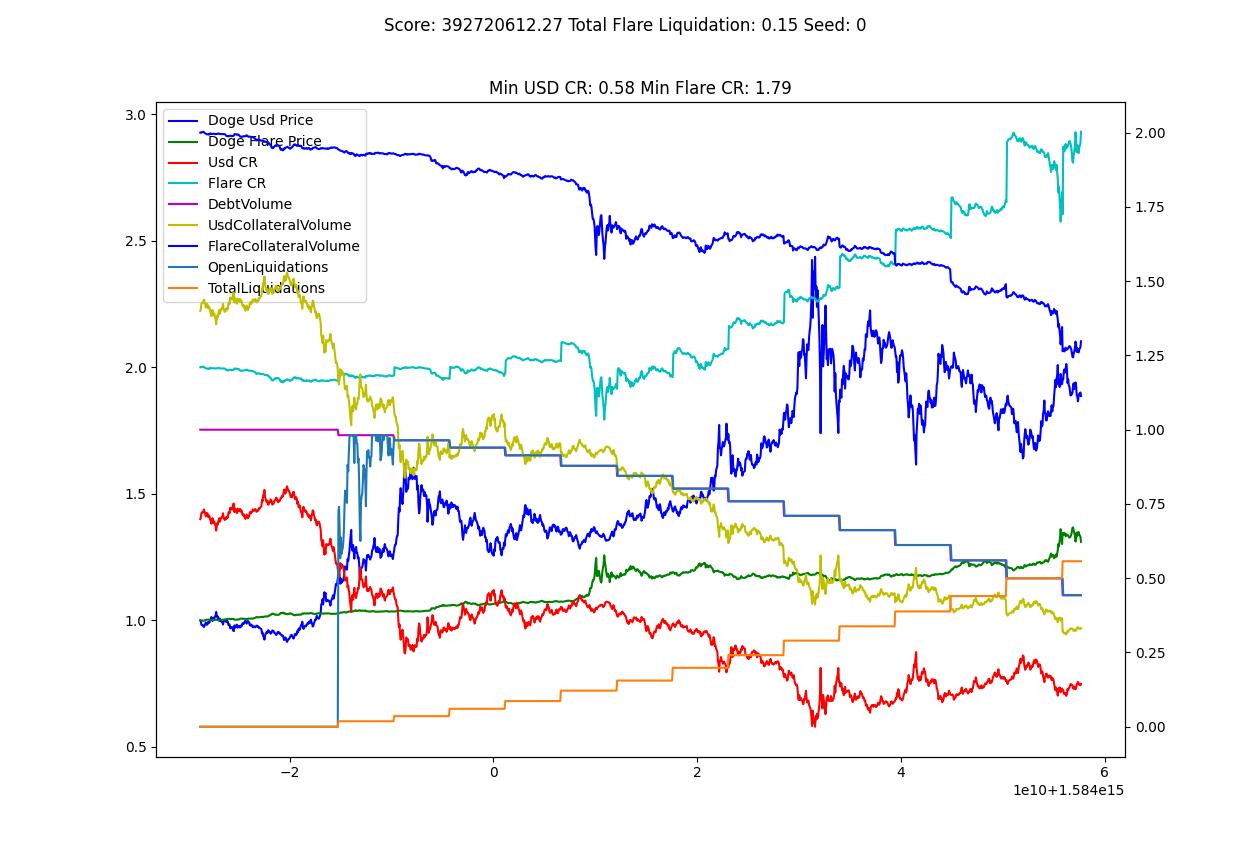 Score: 392720612.27 Total Flare Liquidation: 0.15 Seed: 0
Min USD CR: 0.58 Min Flare CR: 1.79
Doge Usd Price
Doge Flare Price
Usd CR
Flare CR
DebtVolume
UsdCollateralVolume
FlareCollateralVolume
OpenLiquidations
TotalLiquidations
3.0
2.5
2.0
1.5
1.0
0.5
2.00
1.75
1.50
1.25
1.00
0.75
0.50
0.25
0.00
−2
0
2
4
6
1e10+1.584e15